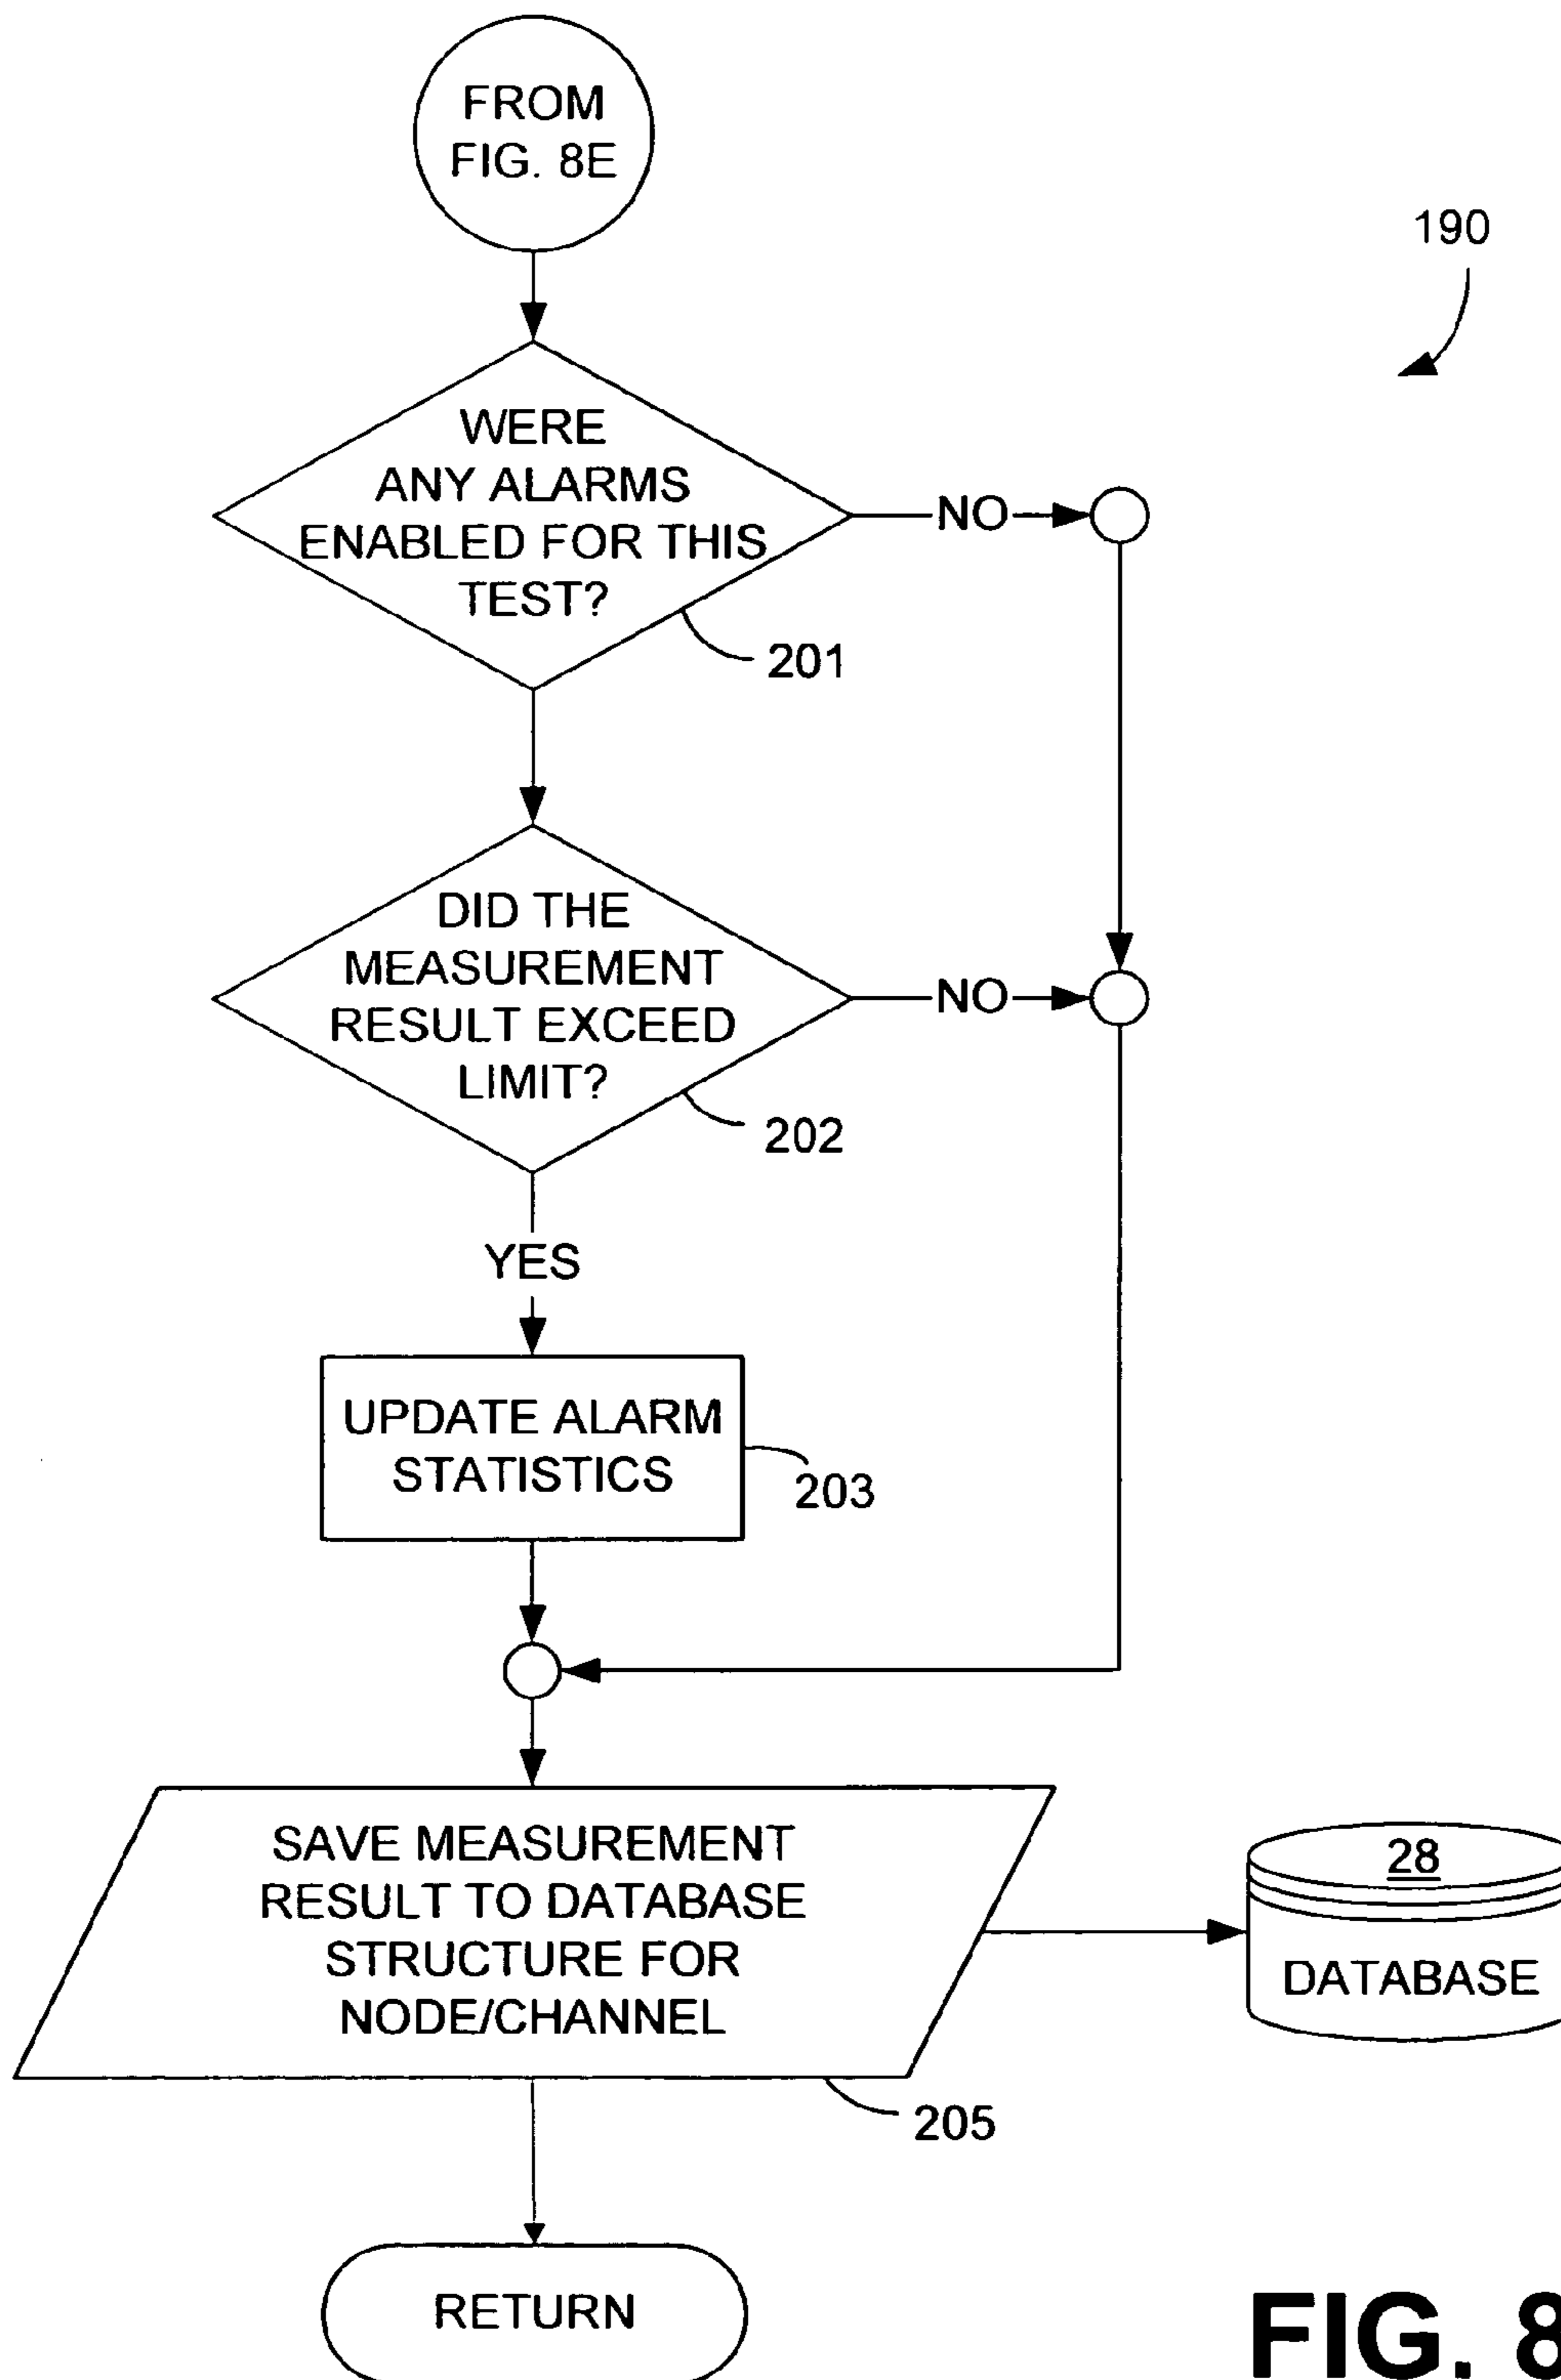 FROM
FIG. 8E
190
WERE
ANY ALARMS
ENABLED FOR THIS
TEST?
NO
201
DID THE
MEASUREMENT
RESULT EXCEED
LIMIT?
NO
202
YES
UPDATE ALARM
STATISTICS
203
SAVE MEASUREMENT
RESULT TO DATABASE
STRUCTURE FOR
NODE/CHANNEL
28
DATABASE
205
RETURN
FIG. 8